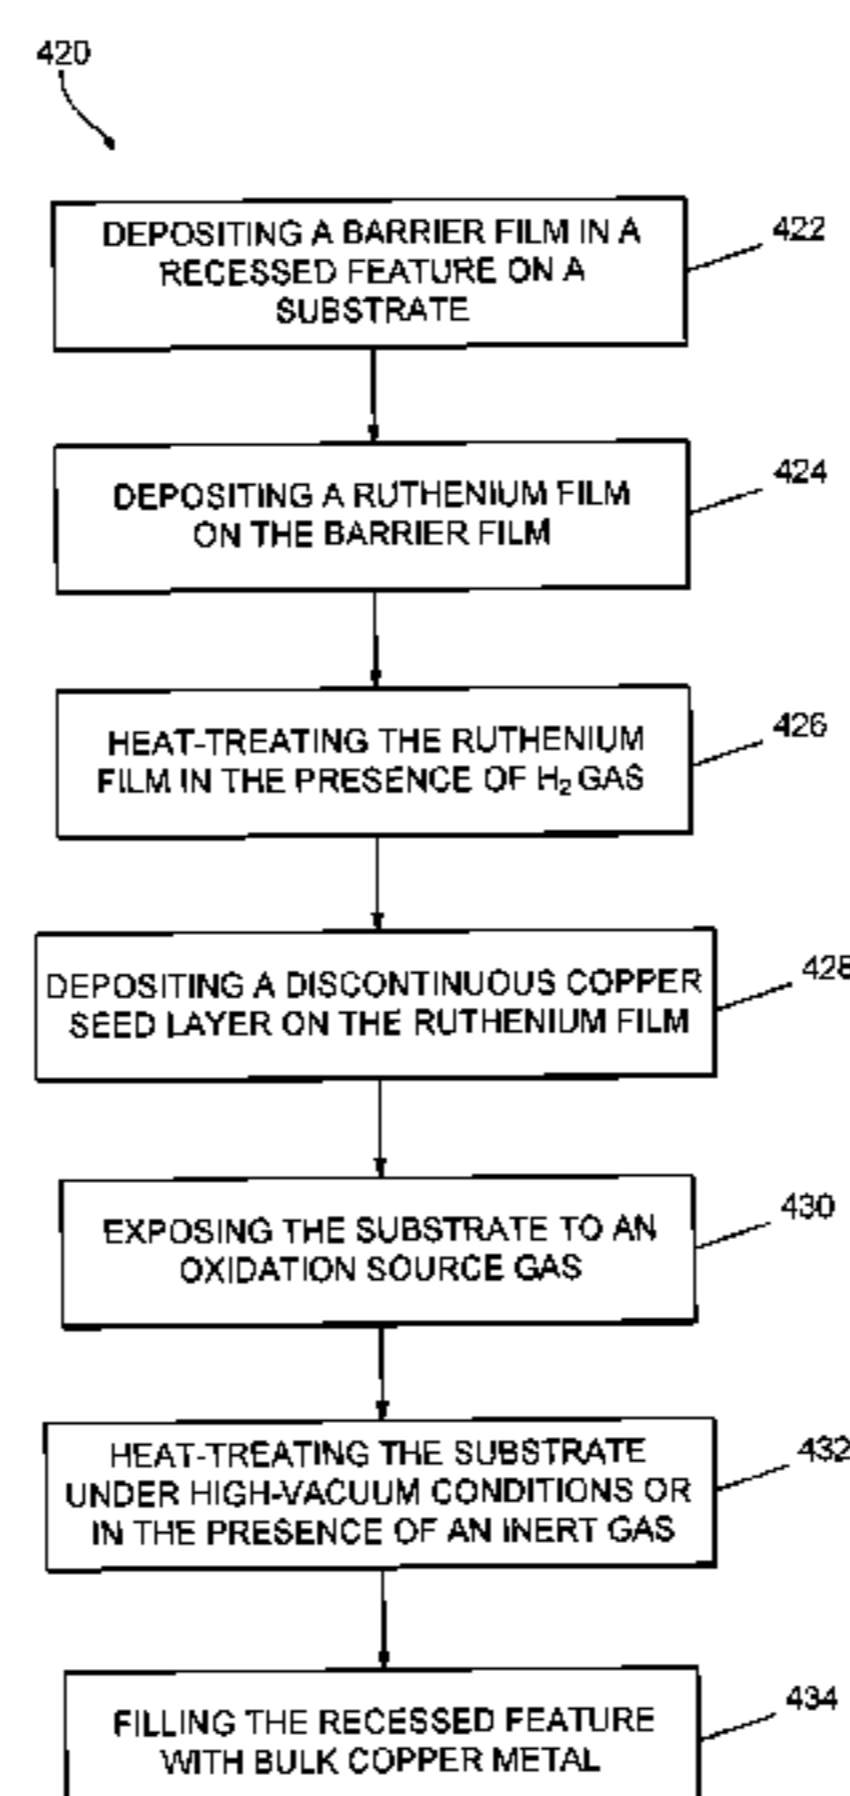 420
DEPOSITING A BARRIER FILM IN A
RECESSED FEATURE ON A
SUBSTRATE
422
DEPOSITING A RUTHENIUM FILM
ON THE BARRIER FILM
424
HEAT-TREATING THE RUTHENIUM
FILM IN THE PRESENCE OF H₂ GAS
426
DEPOSITING A DISCONTINUOUS COPPER
SEED LAYER ON THE RUTHENIUM FILM
428
EXPOSING THE SUBSTRATE TO AN
OXIDATION SOURCE GAS
430
HEAT-TREATING THE SUBSTRATE
UNDER HIGH-VACUUM CONDITIONS OR
IN THE PRESENCE OF AN INERT GAS
432
FILLING THE RECESSED FEATURE
WITH BULK COPPER METAL
434